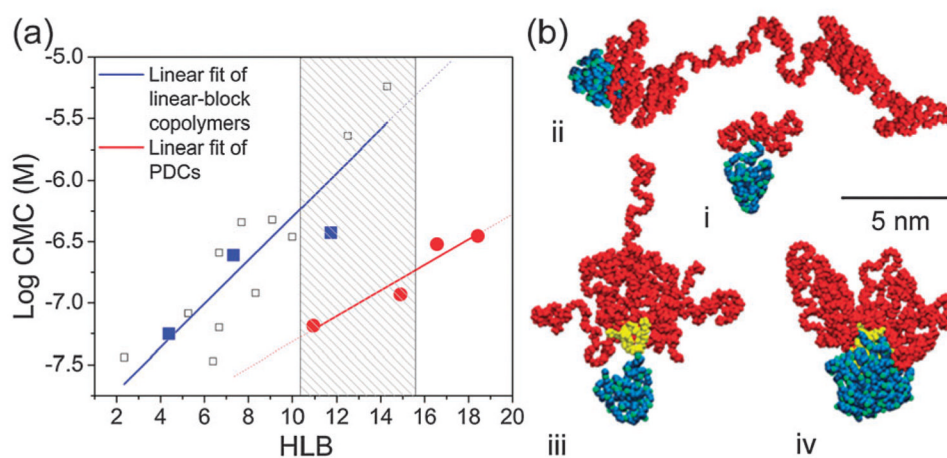 (a)
Log CMC (M)
-5.0
-5.5
-6.0
-6.5
-7.0
-7.5
Linear fit of
linear-block
copolymers
Linear fit of
PDCs
2 4 6 8 10 12 14 16 18 20
HLB
(b)
ii
i
5 nm
iii
iv